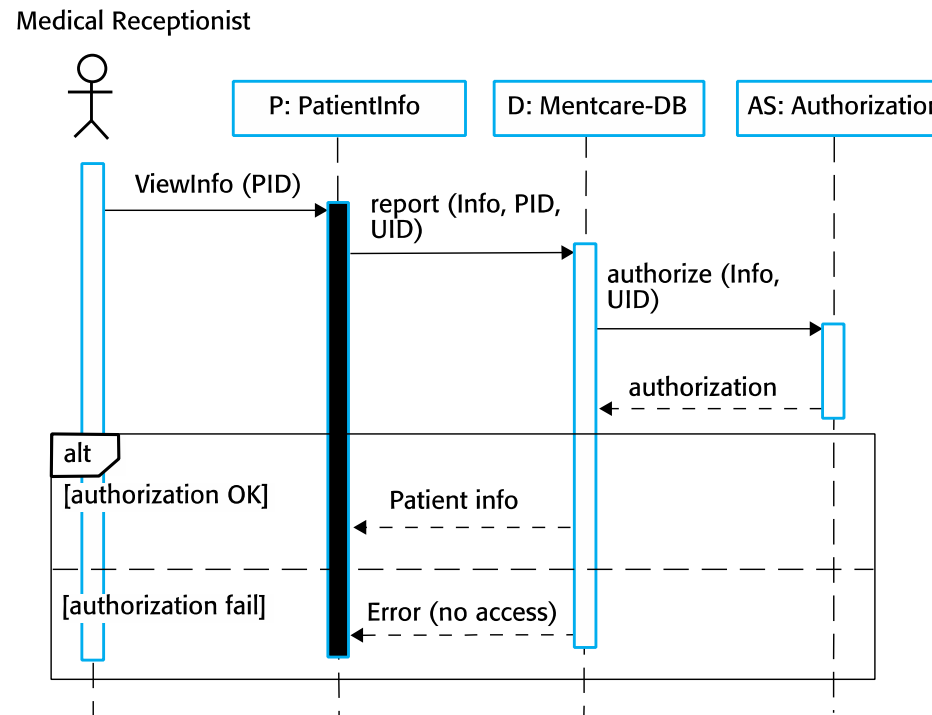 Medical Receptionist
P: PatientInfo
D: Mentcare-DB
AS: Authorization
ViewInfo (PID)
report (Info, PID,
UID)
authorize (Info,
UID)
authorization
alt
[authorization OK]
Patient info
[authorization fail]
Error (no access)